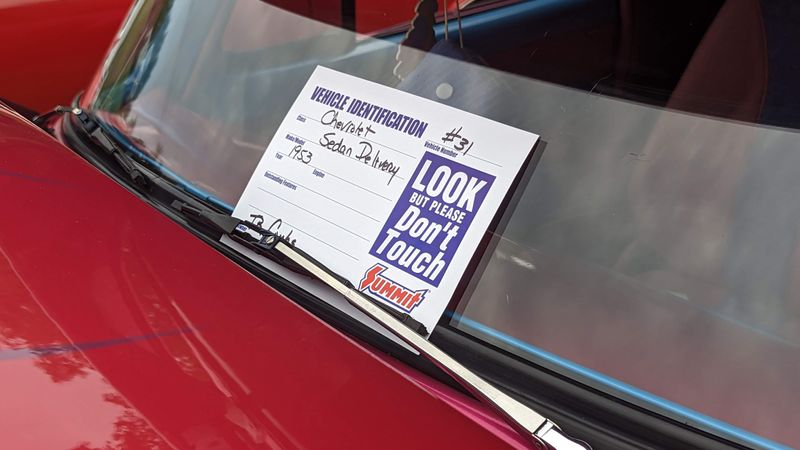 VEHICLE IDENTIFICATION
#31
Class
Chevrolet
Vehicle Number
Make/Model
Sedan Delivery
Year
1953
Engine
Outstanding Features
LOOK
BUT PLEASE
Don't
Touch
SUMMIT